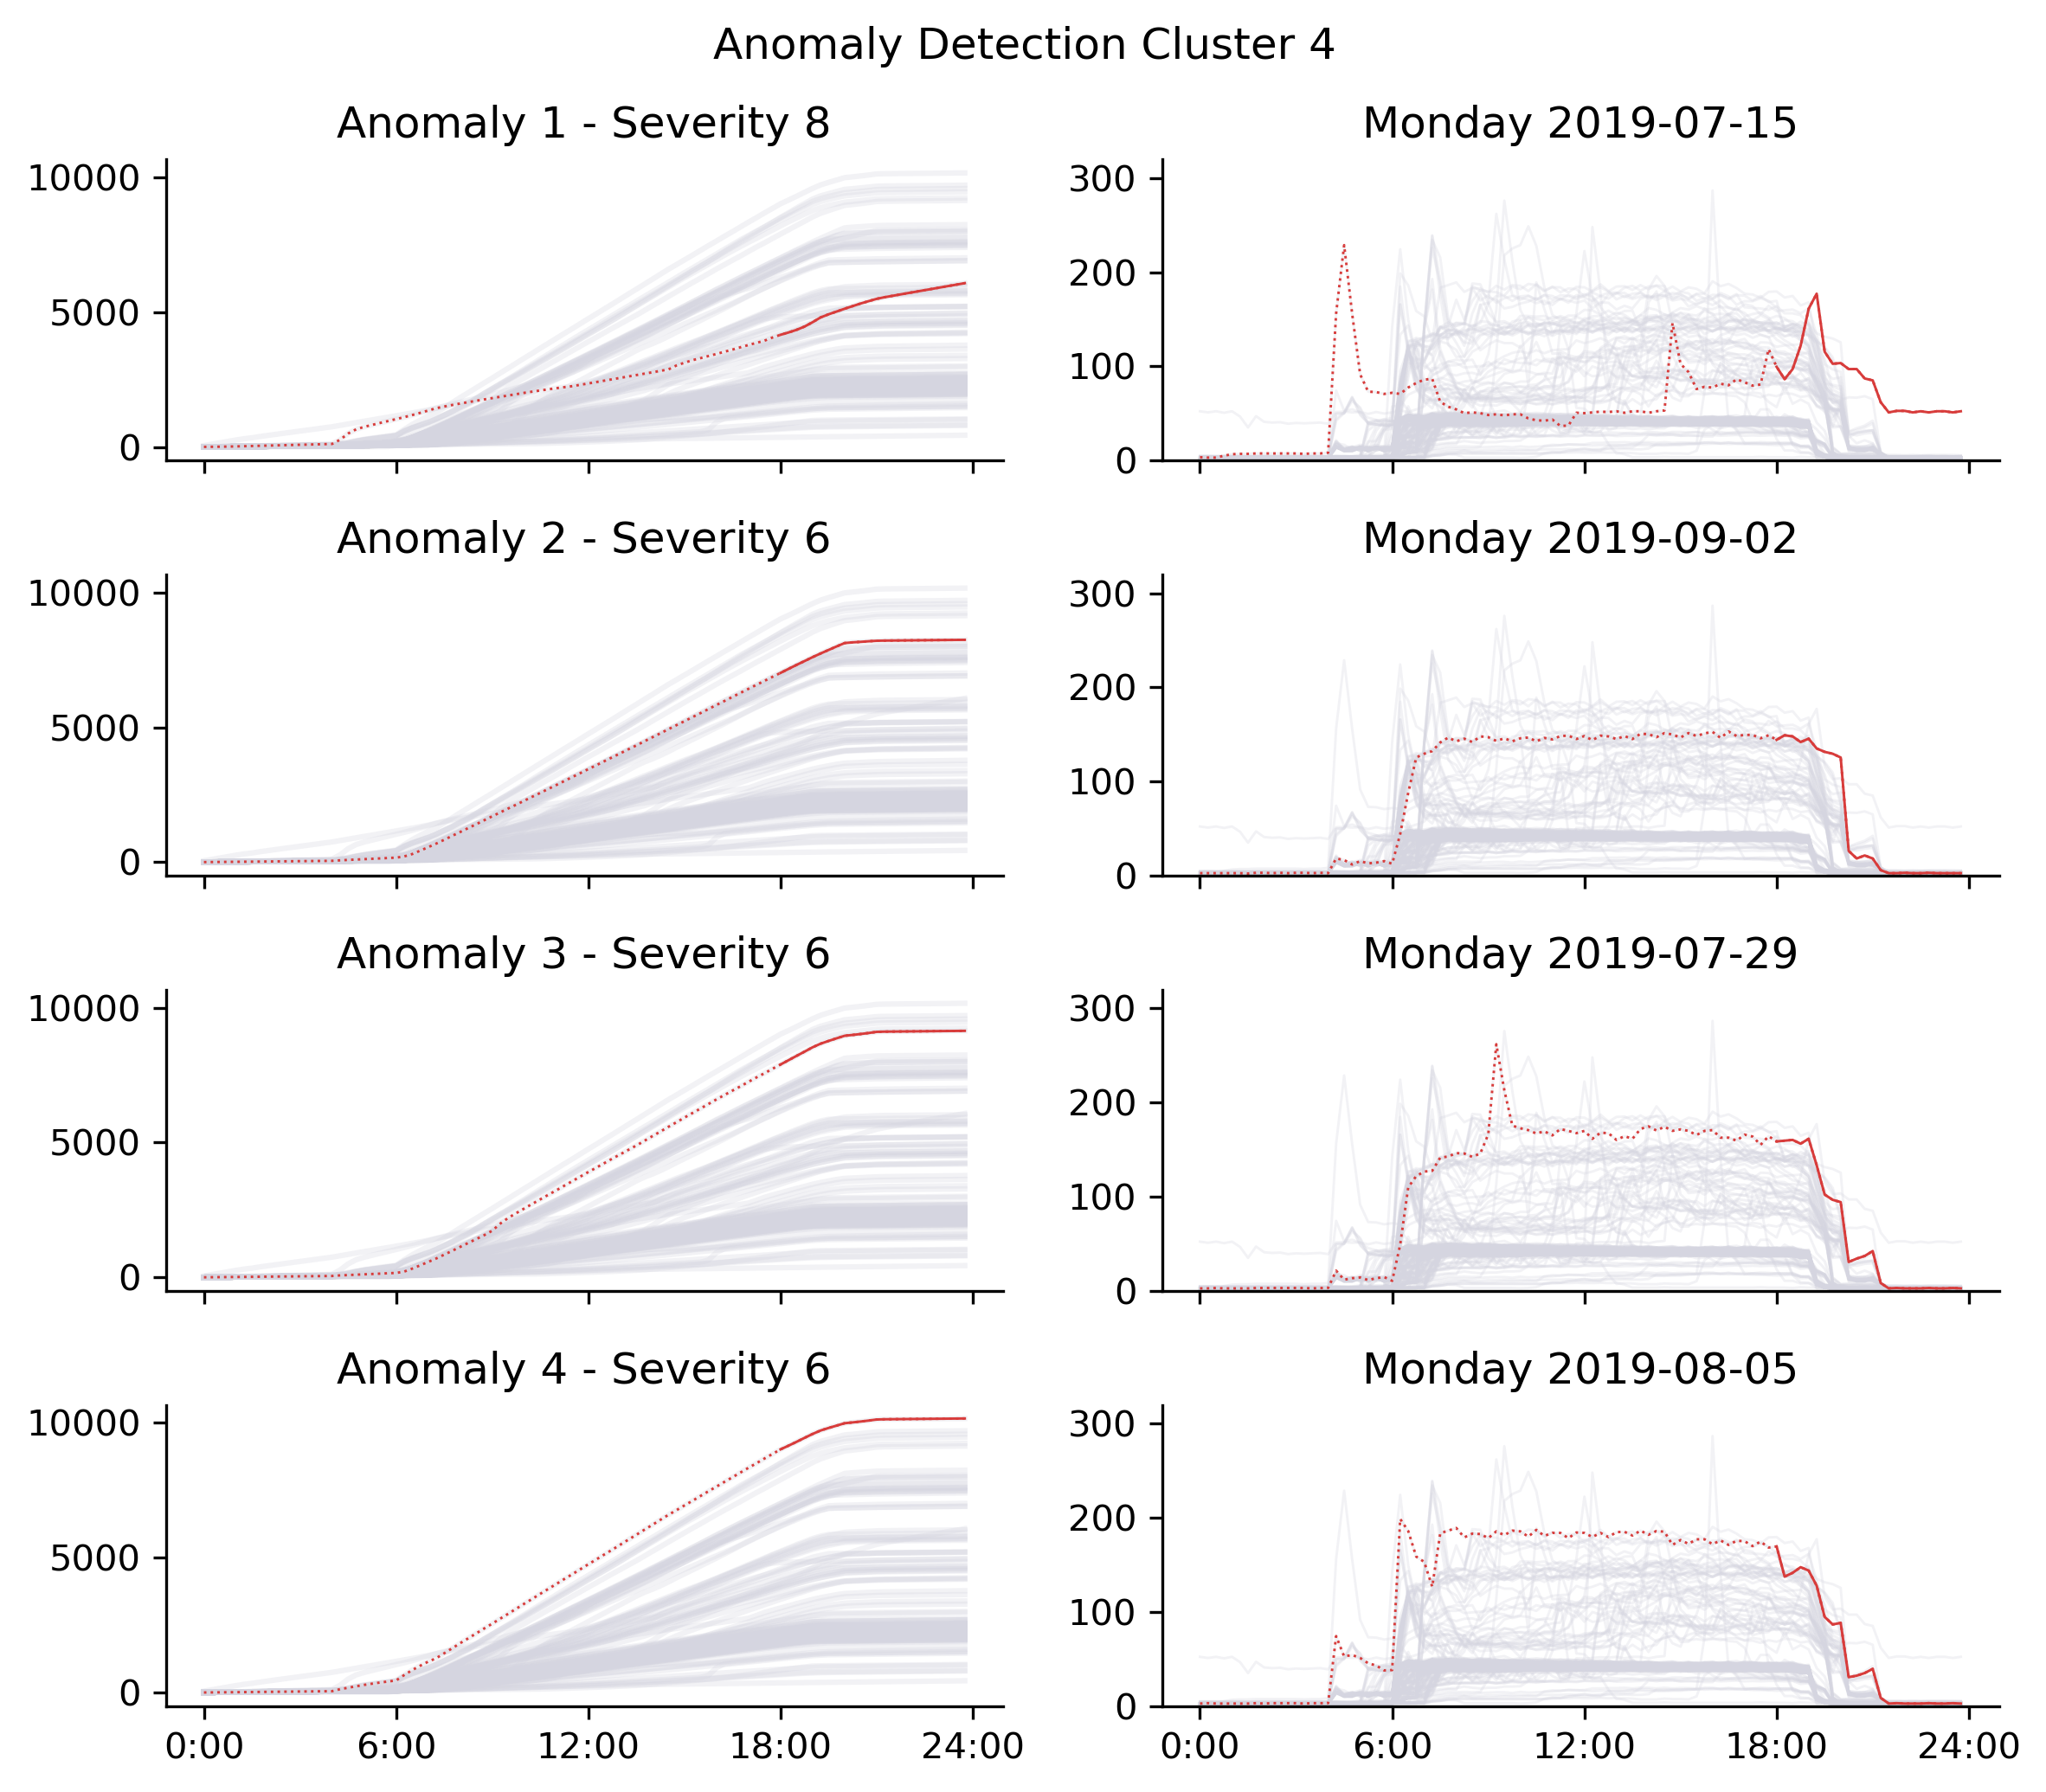 Anomaly Detection Cluster 4
Anomaly 1 - Severity 8
10000
5000
0
Monday 2019-07-15
300
200
100
0
Anomaly 2 - Severity 6
10000
5000
0
Monday 2019-09-02
300
200
100
0
Anomaly 3 - Severity 6
10000
5000
0
Monday 2019-07-29
300
200
100
0
Anomaly 4 - Severity 6
10000
5000
0
0:00 6:00 12:00 18:00 24:00
Monday 2019-08-05
300
200
100
0
0:00 6:00 12:00 18:00 24:00